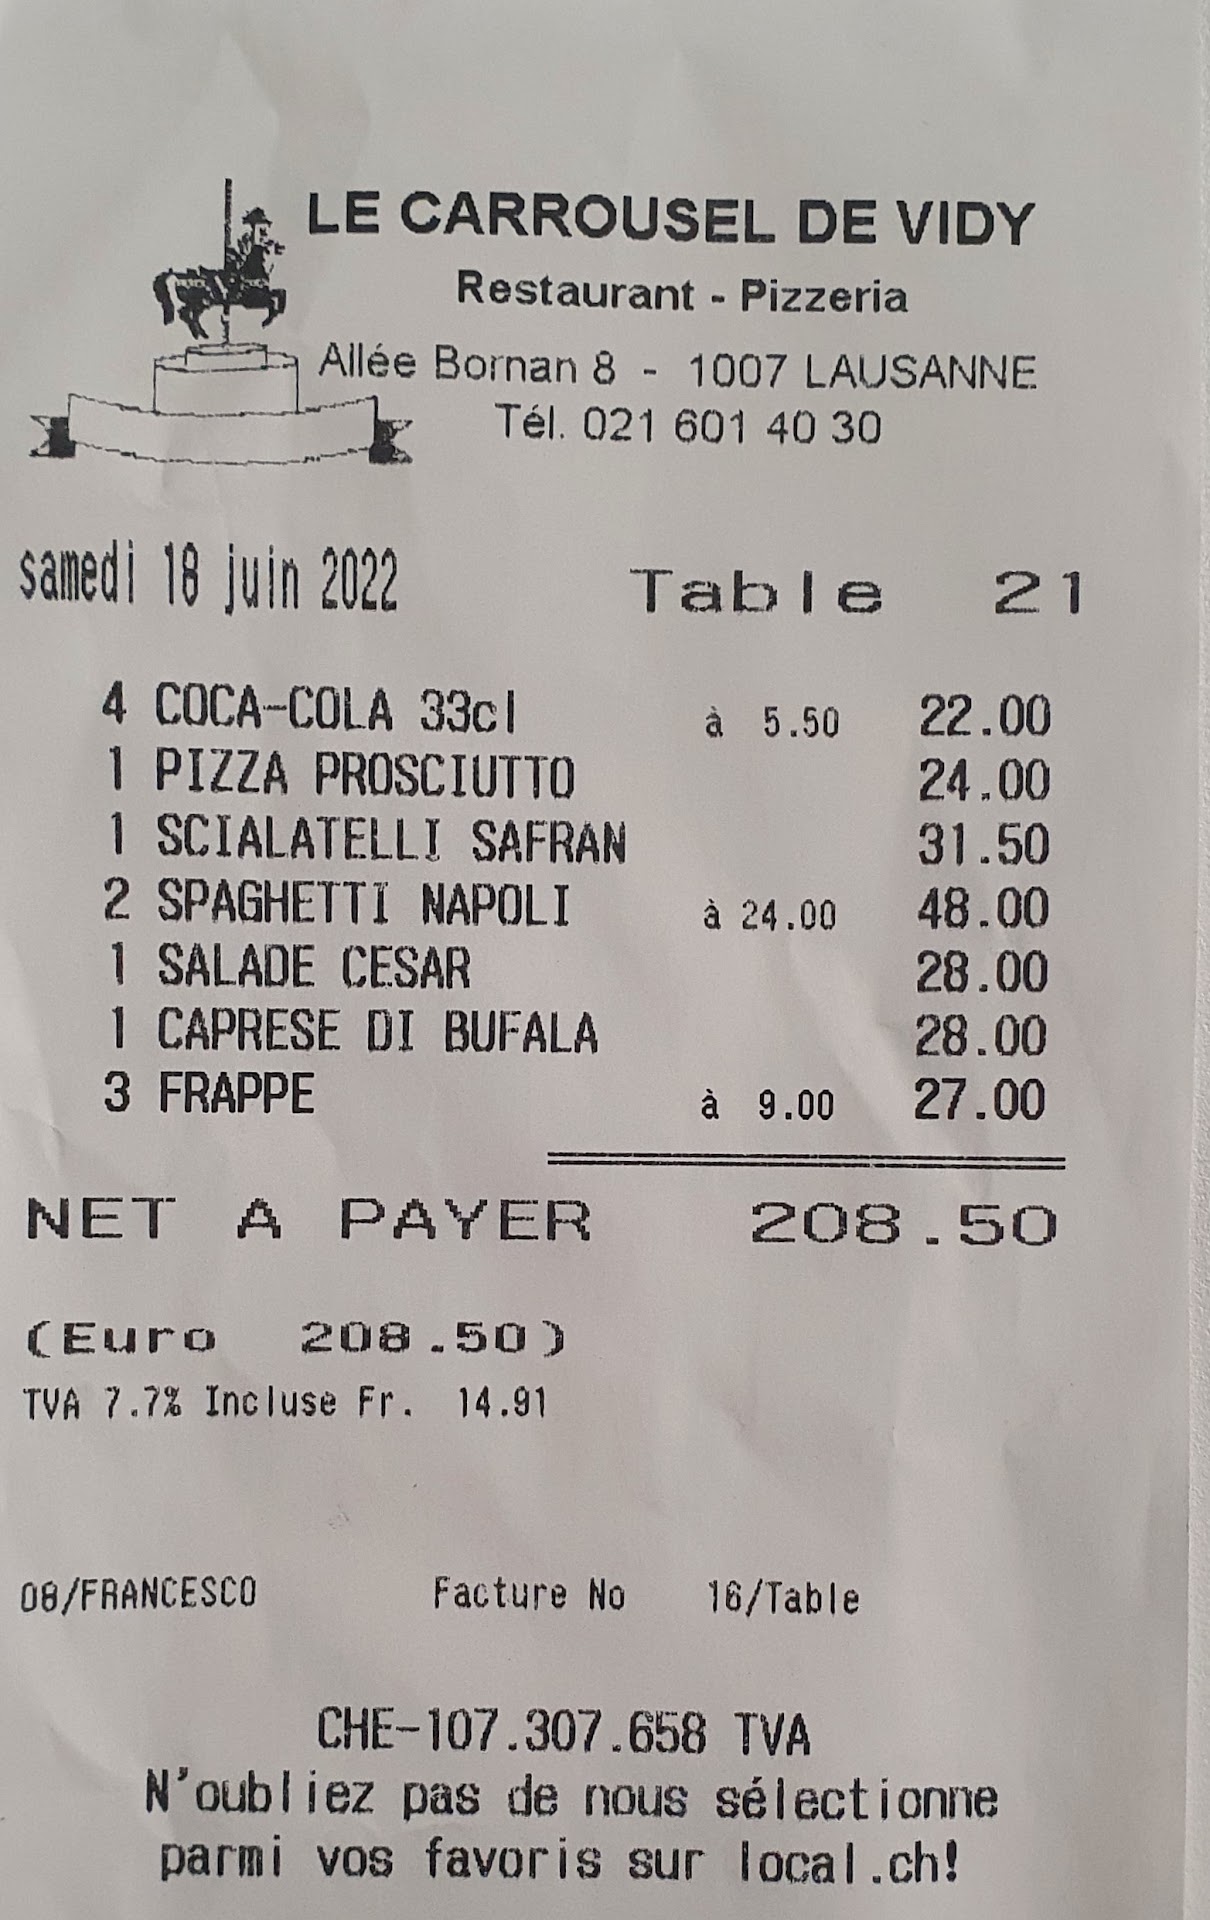 LE CARROUSEL DE VIDY
Restaurant - Pizzeria
Allée Bornan 8 - 1007 LAUSANNE
Tél. 021 601 40 30
samedi 18 juin 2022 Table 21
4 COCA-COLA 33cl à 5.50 22.00
1 PIZZA PROSCIUTTO 24.00
1 SCIALATELLI SAFRAN 31.50
2 SPAGHETTI NAPOLI à 24.00 48.00
1 SALADE CESAR 28.00
1 CAPRESE DI BUFALA 28.00
3 FRAPPE à 9.00 27.00
NET A PAYER 208.50
(Euro 208.50)
TVA 7.7% Incluse Fr. 14.91
08/FRANCESCO Facture No 16/Table
CHE-107.307.658 TVA
N'oubliez pas de nous sélectionne
parmi vos favoris sur local.ch!